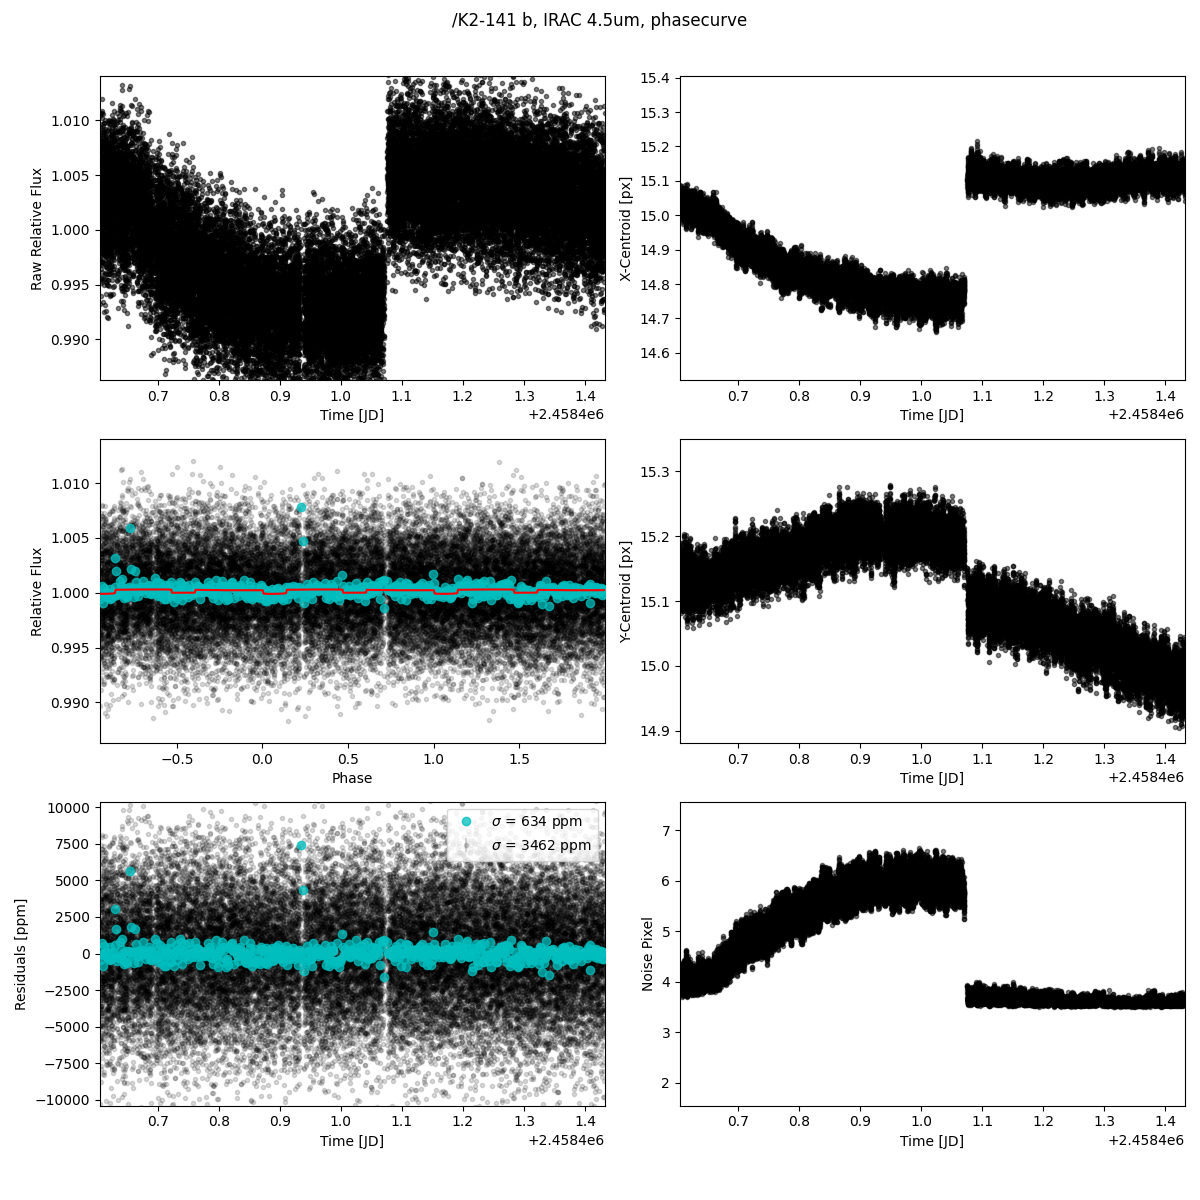 /K2-141 b, IRAC 4.5um, phasecurve
Raw Relative Flux
1.010
1.005
1.000
0.995
0.990
0.7 0.8 0.9 1.0 1.1 1.2 1.3 1.4
Time [JD]
+2.4584e6
X-Centroid [px]
15.4
15.3
15.2
15.1
15.0
14.9
14.8
14.7
14.6
0.7 0.8 0.9 1.0 1.1 1.2 1.3 1.4
Time [JD]
+2.4584e6
Relative Flux
1.010
1.005
1.000
0.995
0.990
−0.5 0.0 0.5 1.0 1.5
Phase
Y-Centroid [px]
15.3
15.2
15.1
15.0
14.9
0.7 0.8 0.9 1.0 1.1 1.2 1.3 1.4
Time [JD]
+2.4584e6
Residuals [ppm]
10000
7500
5000
2500
0
−2500
−5000
−7500
−10000
σ = 634 ppm
σ = 3462 ppm
0.7 0.8 0.9 1.0 1.1 1.2 1.3 1.4
Time [JD]
+2.4584e6
Noise Pixel
7
6
5
4
3
2
0.7 0.8 0.9 1.0 1.1 1.2 1.3 1.4
Time [JD]
+2.4584e6